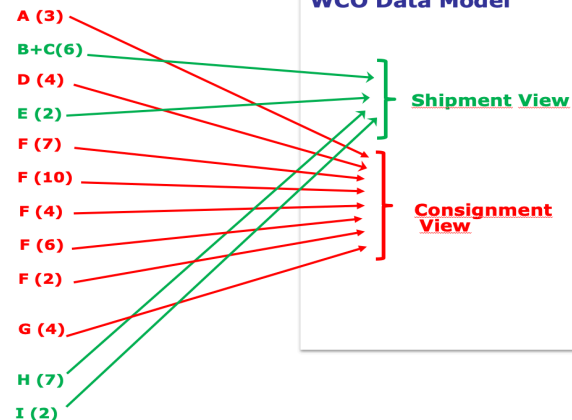 WCO Data Model
A (3)
B+C(6)
D (4)
E (2)
F (7)
F (10)
F (4)
F (6)
F (2)
G (4)
H (7)
I (2)
Shipment View
Consignment
View